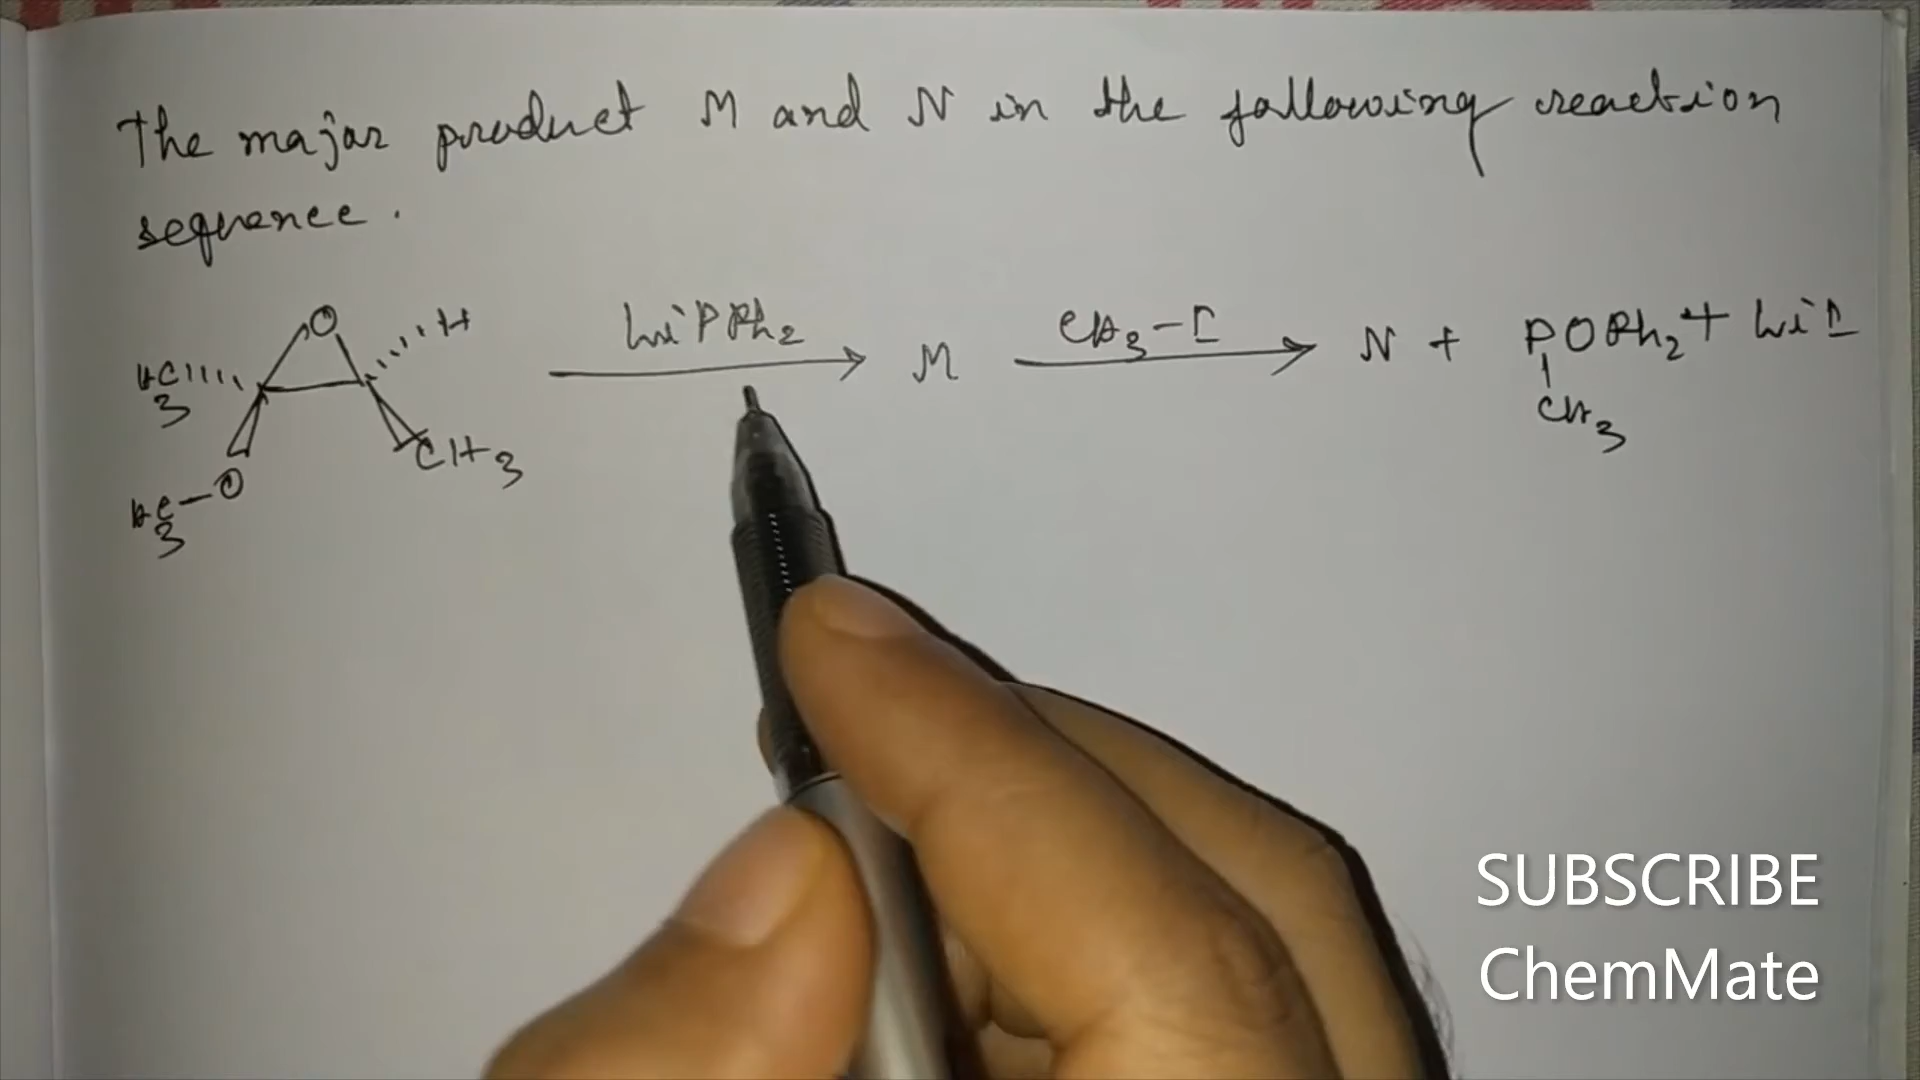 The major product M and N in the following reaction
sequence.
O
H
H3C
CH3
H3C-O
LiPPh2
M
CH3-I
N + POPh2 + LiI
CH3
SUBSCRIBE
ChemMate